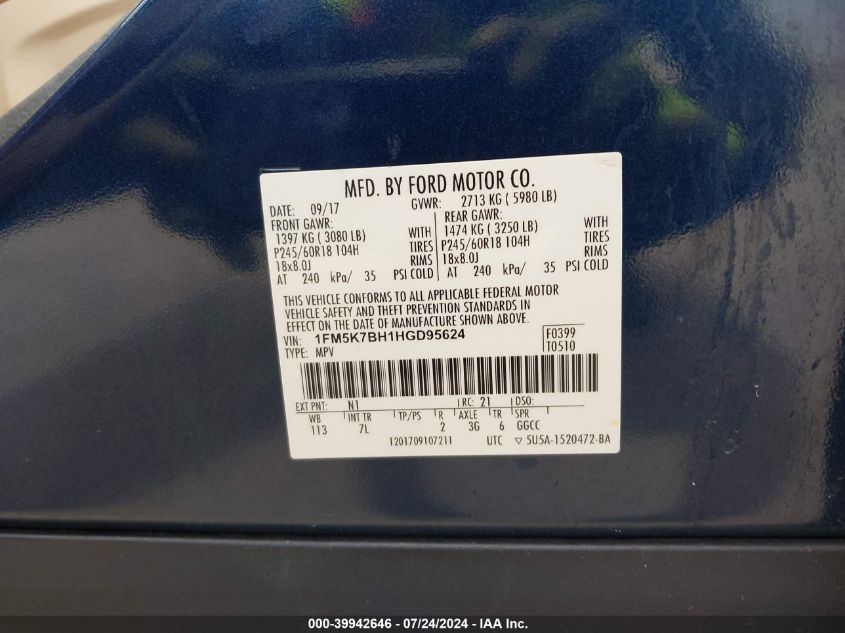 MFD. BY FORD MOTOR CO.
DATE: 09/17 GVWR: 2713 KG ( 5980 LB)
FRONT GAWR: REAR GAWR:
1397 KG ( 3080 LB) WITH 1474 KG ( 3250 LB) WITH
P245/60R18 104H TIRES P245/60R18 104H TIRES
18x8.0J RIMS 18x8.0J RIMS
AT 240 kPa/ 35 PSI COLD AT 240 kPa/ 35 PSI COLD
THIS VEHICLE CONFORMS TO ALL APPLICABLE FEDERAL MOTOR
VEHICLE SAFETY AND THEFT PREVENTION STANDARDS IN
EFFECT ON THE DATE OF MANUFACTURE SHOWN ABOVE.
VIN: 1FM5K7BH1HGD95624 F0399
TYPE: MPV T0510
EXT PNT: N1 RC: 21 DSO:
WB INT TR TP/PS R AXLE TR SPR
113 7L 2 3G 6 GGCC
1201709107211 UTC ▽ 5U5A-1520472-BA
000-39942646 / 07/24/2024 - IAA Inc.